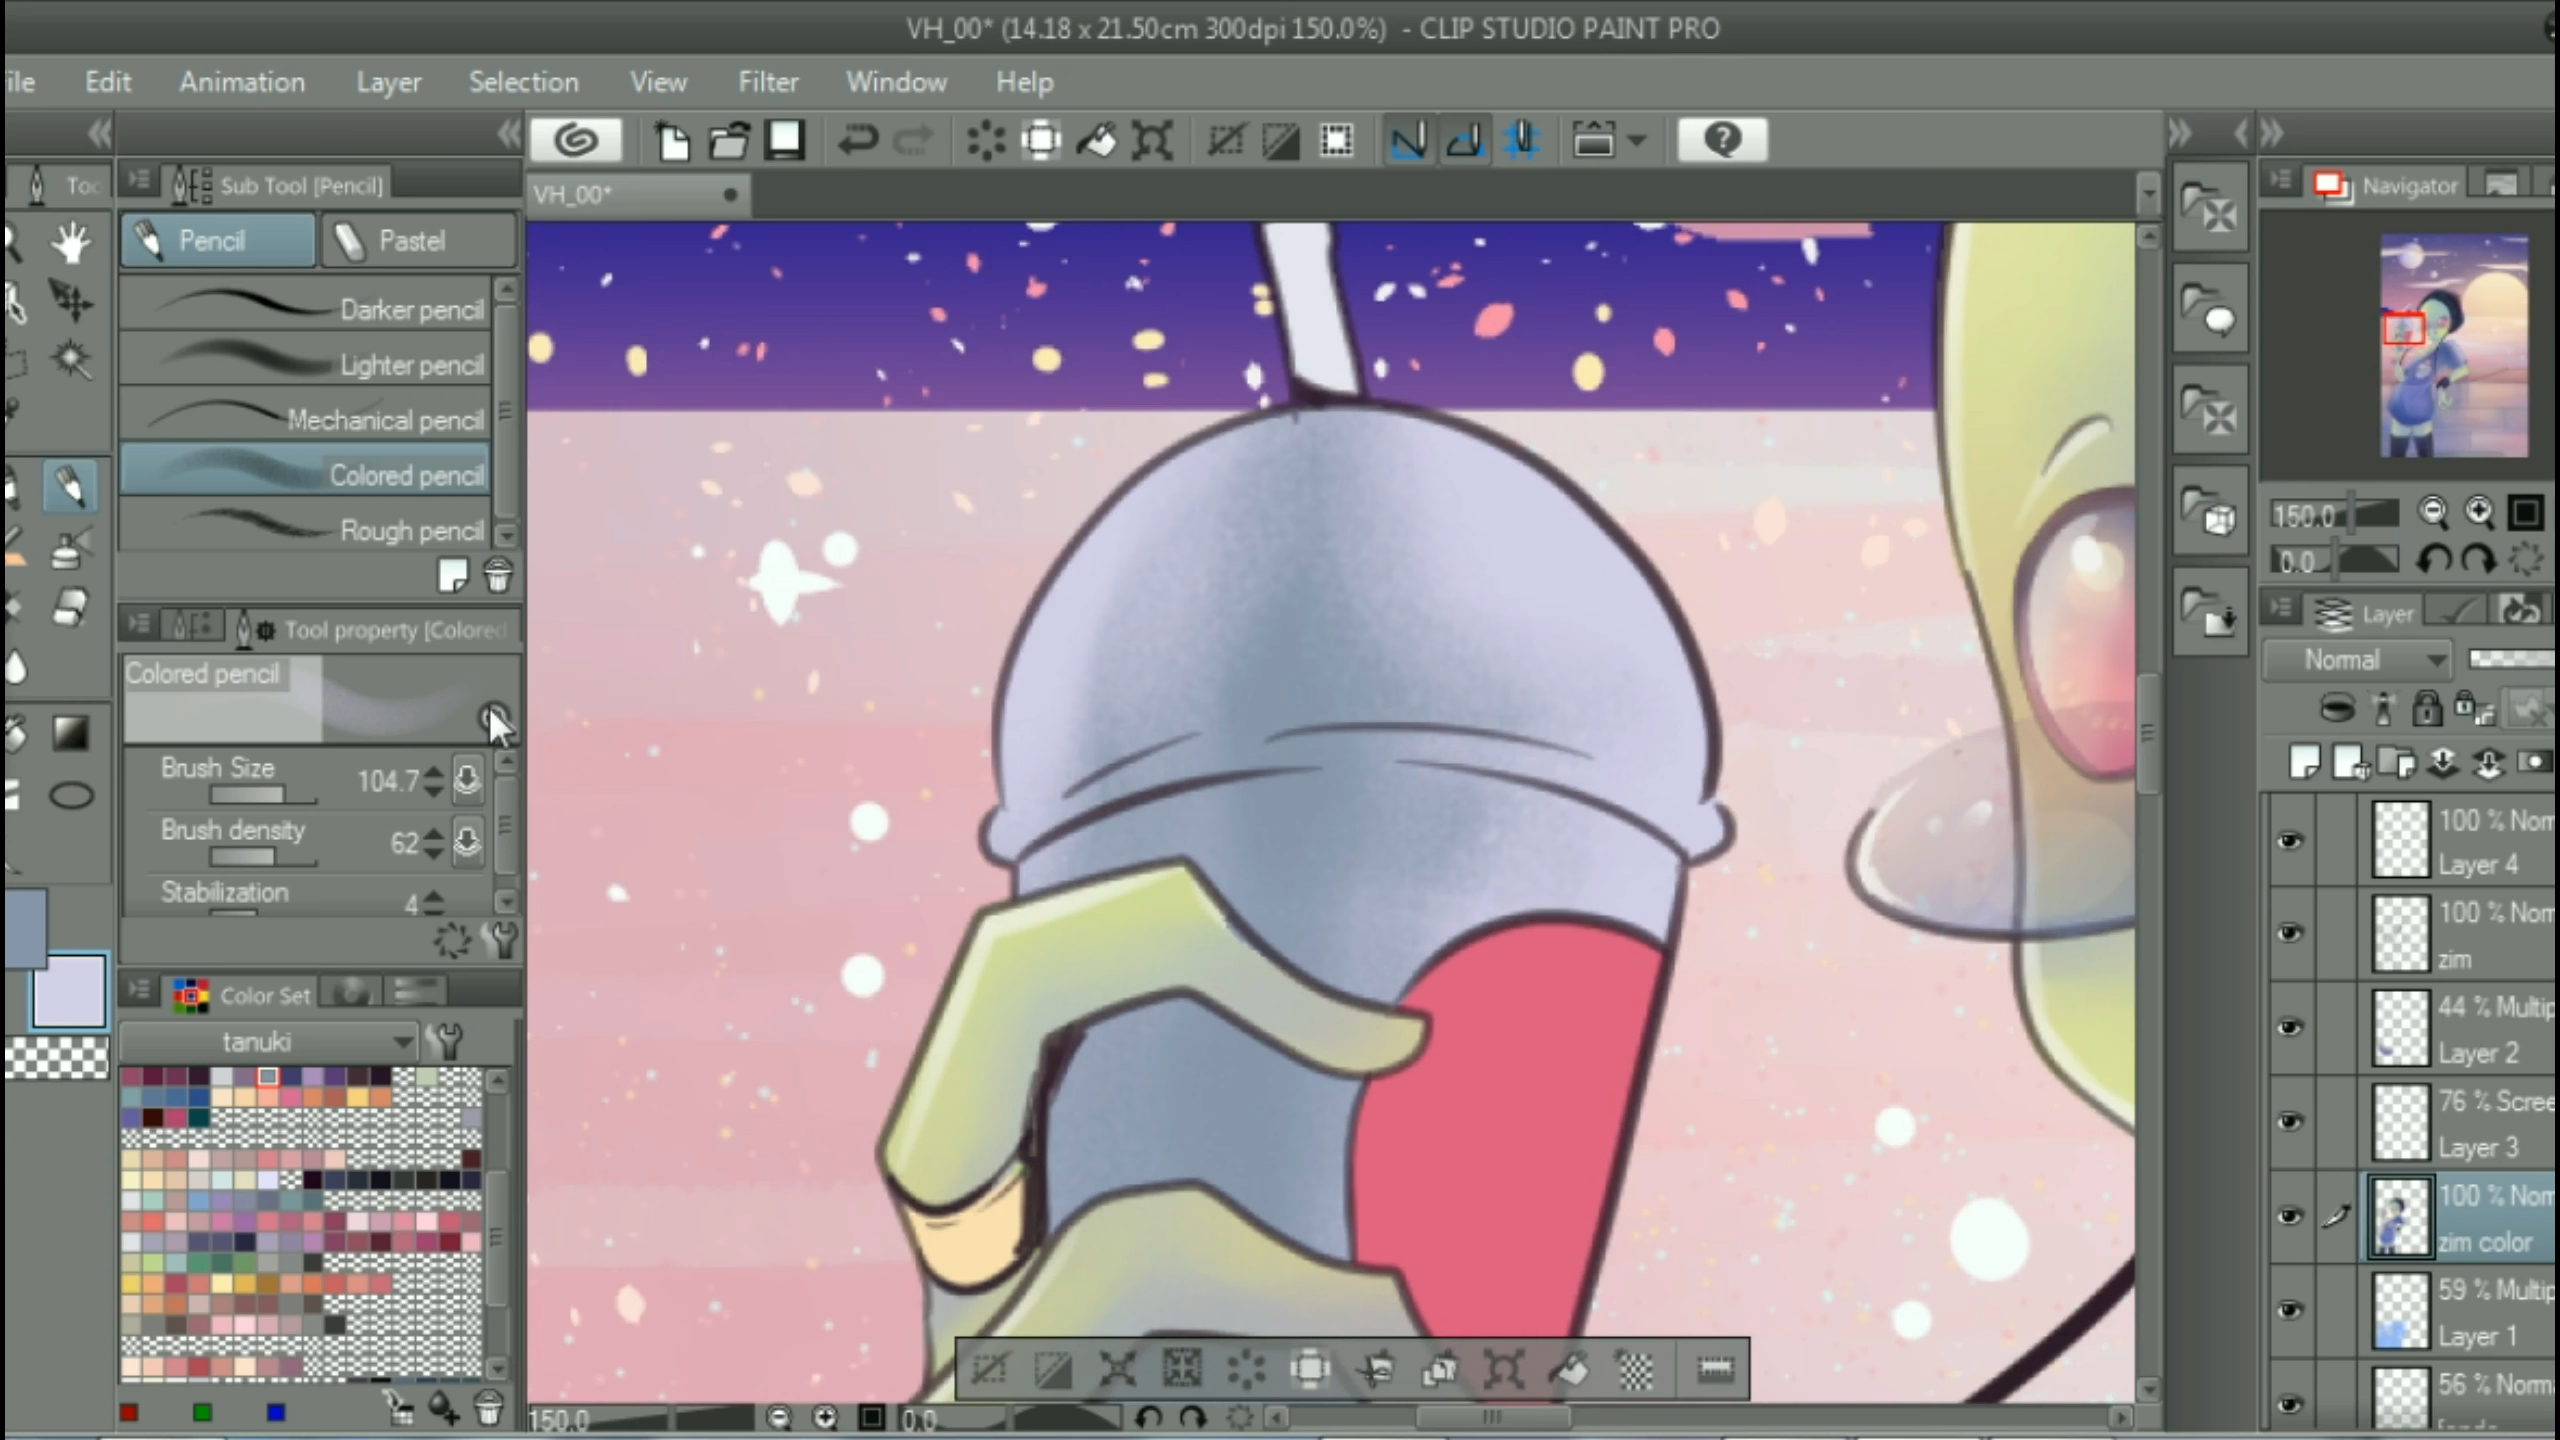 VH_00* (14.18 x 21.50cm 300dpi 150.0%) - CLIP STUDIO PAINT PRO
ile Edit Animation Layer Selection View Filter Window Help
Too
Sub Tool [Pencil]
VH_00*
Navigator
Pencil
Pastel
Darker pencil
Lighter pencil
Mechanical pencil
Colored pencil
Rough pencil
Tool property [Colored
Colored pencil
Brush Size 104.7
Brush density 62
Stabilization 4
Color Set
tanuki
150.0
0.0
150.0
0.0
Layer
Normal
100 % Nom
Layer 4
100 % Nom
zim
44 % Multip
Layer 2
76 % Scree
Layer 3
100 % Nom
zim color
59 % Multip
Layer 1
56 % Norma